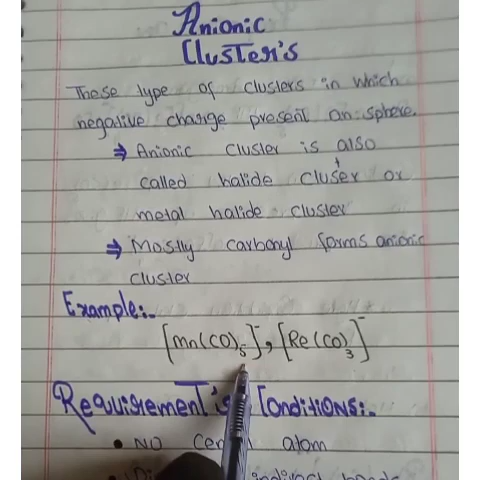 Anionic
Cluster's
These type of clusters in which
negative charge present on sphere.
⇒ Anionic cluster is also
called halide cluster or
metal halide cluster
⇒ Mostly carbonyl forms anionic
cluster
Example:-
[Mn(CO)₅]⁻, [Re(CO)₃]⁻
Requirement's Conditions:-
• No atom